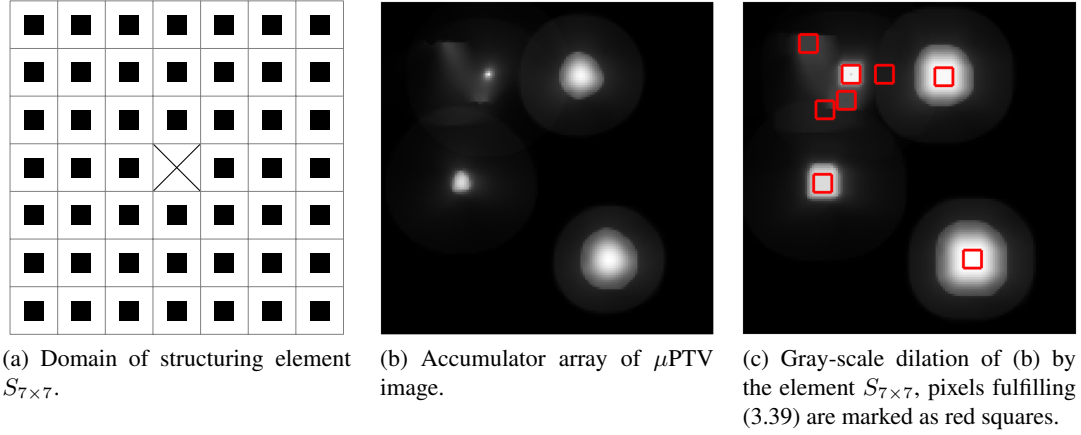 (a) Domain of structuring element
S7×7.
(b) Accumulator array of μPTV
image.
(c) Gray-scale dilation of (b) by
the element S7×7, pixels fulfilling
(3.39) are marked as red squares.